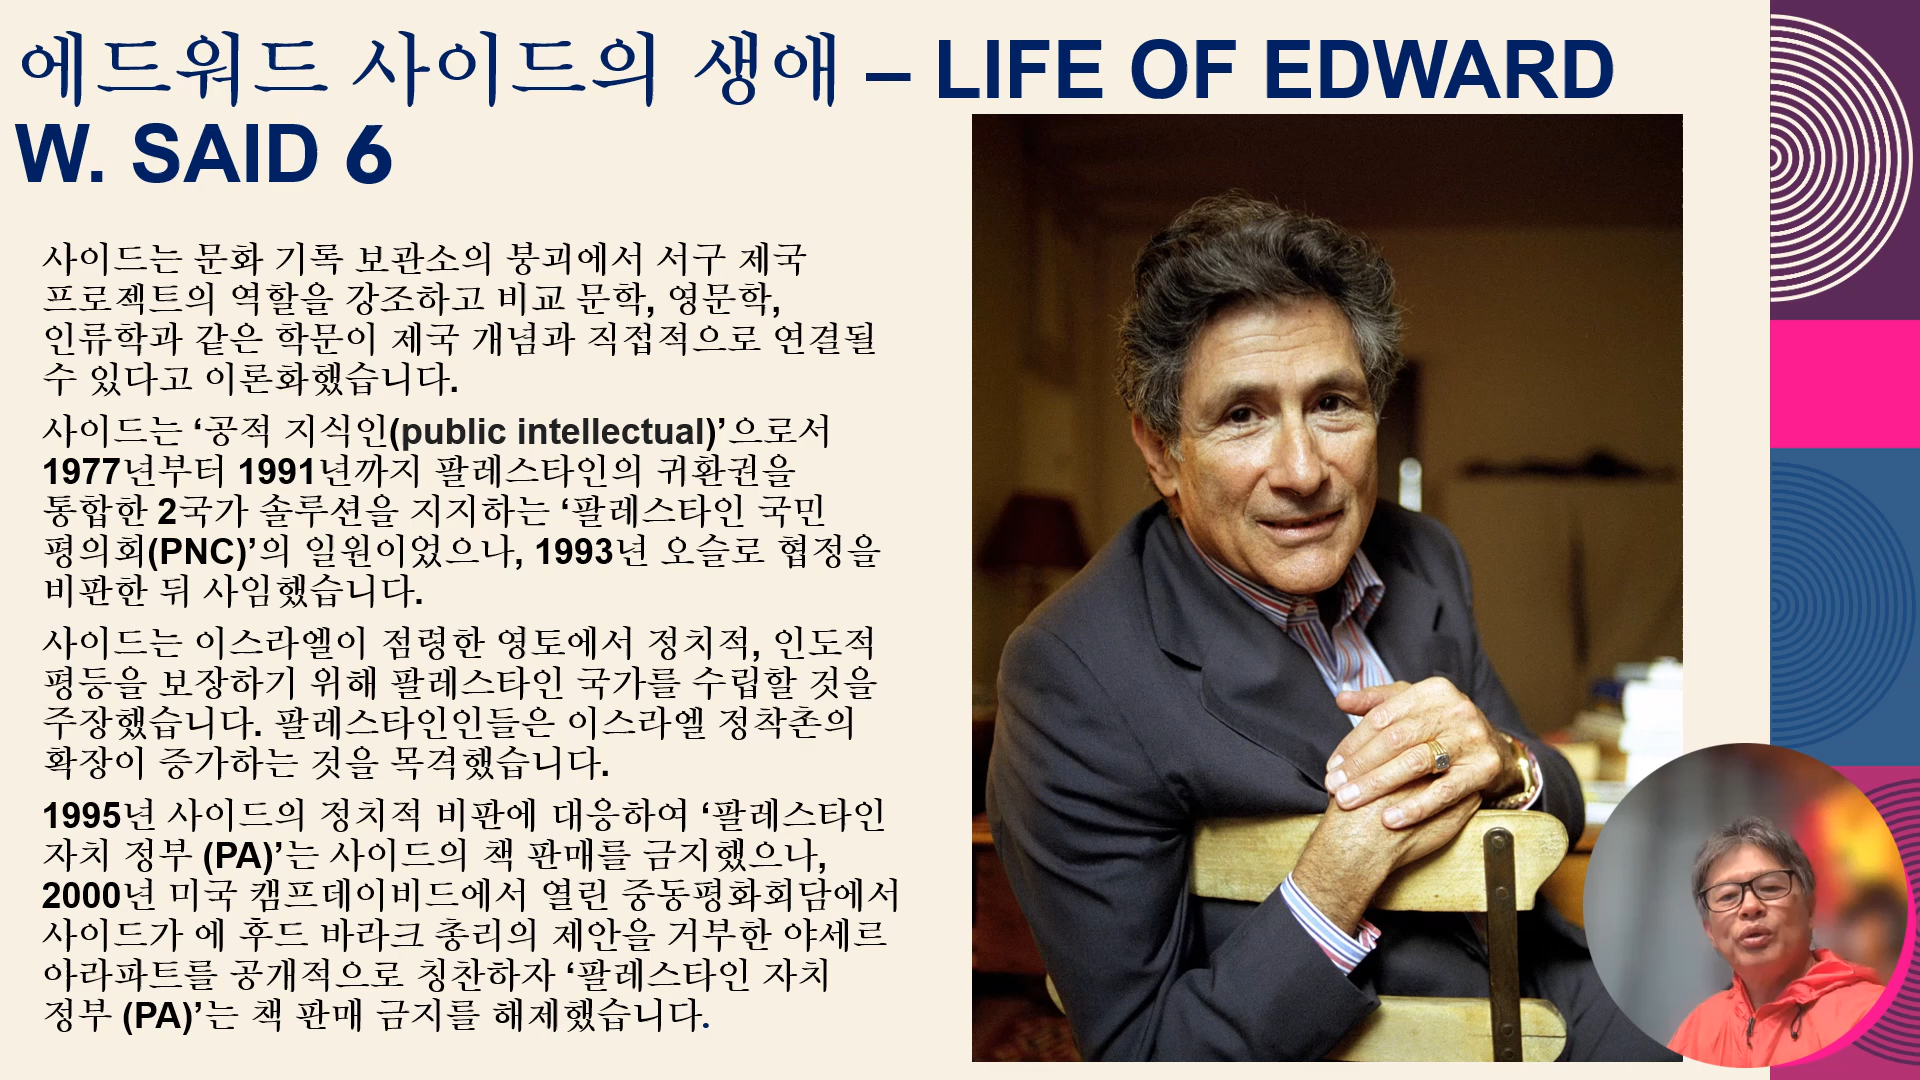 에드워드 사이드의 생애 – LIFE OF EDWARD
W. SAID 6
사이드는 문화 기록 보관소의 붕괴에서 서구 제국
프로젝트의 역할을 강조하고 비교 문학, 영문학,
인류학과 같은 학문이 제국 개념과 직접적으로 연결될
수 있다고 이론화했습니다.
사이드는 ‘공적 지식인(public intellectual)’으로서
1977년부터 1991년까지 팔레스타인의 귀환권을
통합한 2국가 솔루션을 지지하는 ‘팔레스타인 국민
평의회(PNC)’의 일원이었으나, 1993년 오슬로 협정을
비판한 뒤 사임했습니다.
사이드는 이스라엘이 점령한 영토에서 정치적, 인도적
평등을 보장하기 위해 팔레스타인 국가를 수립할 것을
주장했습니다. 팔레스타인인들은 이스라엘 정착촌의
확장이 증가하는 것을 목격했습니다.
1995년 사이드의 정치적 비판에 대응하여 ‘팔레스타인
자치 정부 (PA)’는 사이드의 책 판매를 금지했으나,
2000년 미국 캠프데이비드에서 열린 중동평화회담에서
사이드가 에 후드 바라크 총리의 제안을 거부한 야세르
아라파트를 공개적으로 칭찬하자 ‘팔레스타인 자치
정부 (PA)’는 책 판매 금지를 해제했습니다.